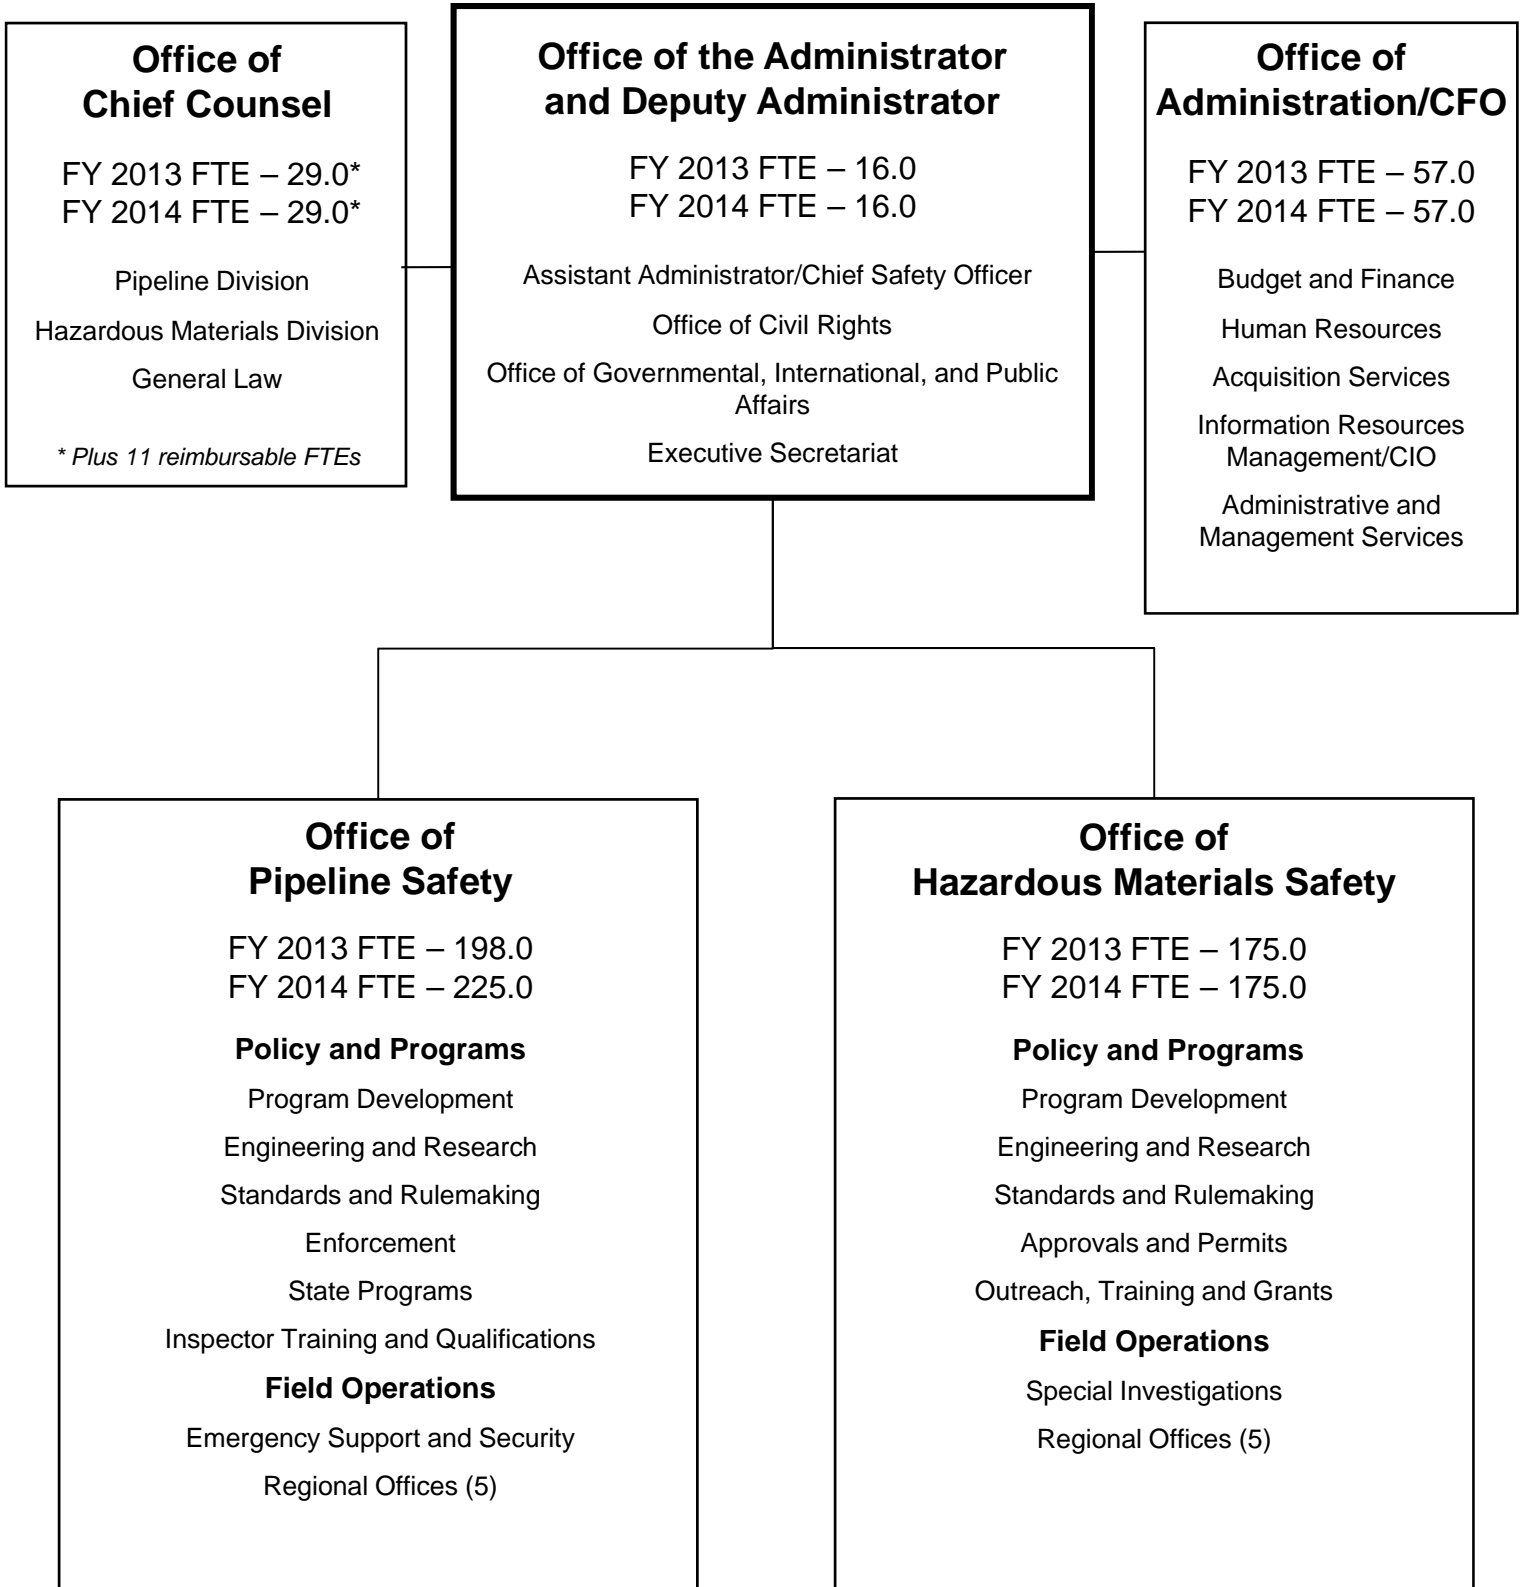 Office of
Chief Counsel
FY 2013 FTE – 29.0*
FY 2014 FTE – 29.0*
Pipeline Division
Hazardous Materials Division
General Law
* Plus 11 reimbursable FTEs
Office of the Administrator
and Deputy Administrator
FY 2013 FTE – 16.0
FY 2014 FTE – 16.0
Assistant Administrator/Chief Safety Officer
Office of Civil Rights
Office of Governmental, International, and Public
Affairs
Executive Secretariat
Office of
Administration/CFO
FY 2013 FTE – 57.0
FY 2014 FTE – 57.0
Budget and Finance
Human Resources
Acquisition Services
Information Resources
Management/CIO
Administrative and
Management Services
Office of
Pipeline Safety
FY 2013 FTE – 198.0
FY 2014 FTE – 225.0
Policy and Programs
Program Development
Engineering and Research
Standards and Rulemaking
Enforcement
State Programs
Inspector Training and Qualifications
Field Operations
Emergency Support and Security
Regional Offices (5)
Office of
Hazardous Materials Safety
FY 2013 FTE – 175.0
FY 2014 FTE – 175.0
Policy and Programs
Program Development
Engineering and Research
Standards and Rulemaking
Approvals and Permits
Outreach, Training and Grants
Field Operations
Special Investigations
Regional Offices (5)